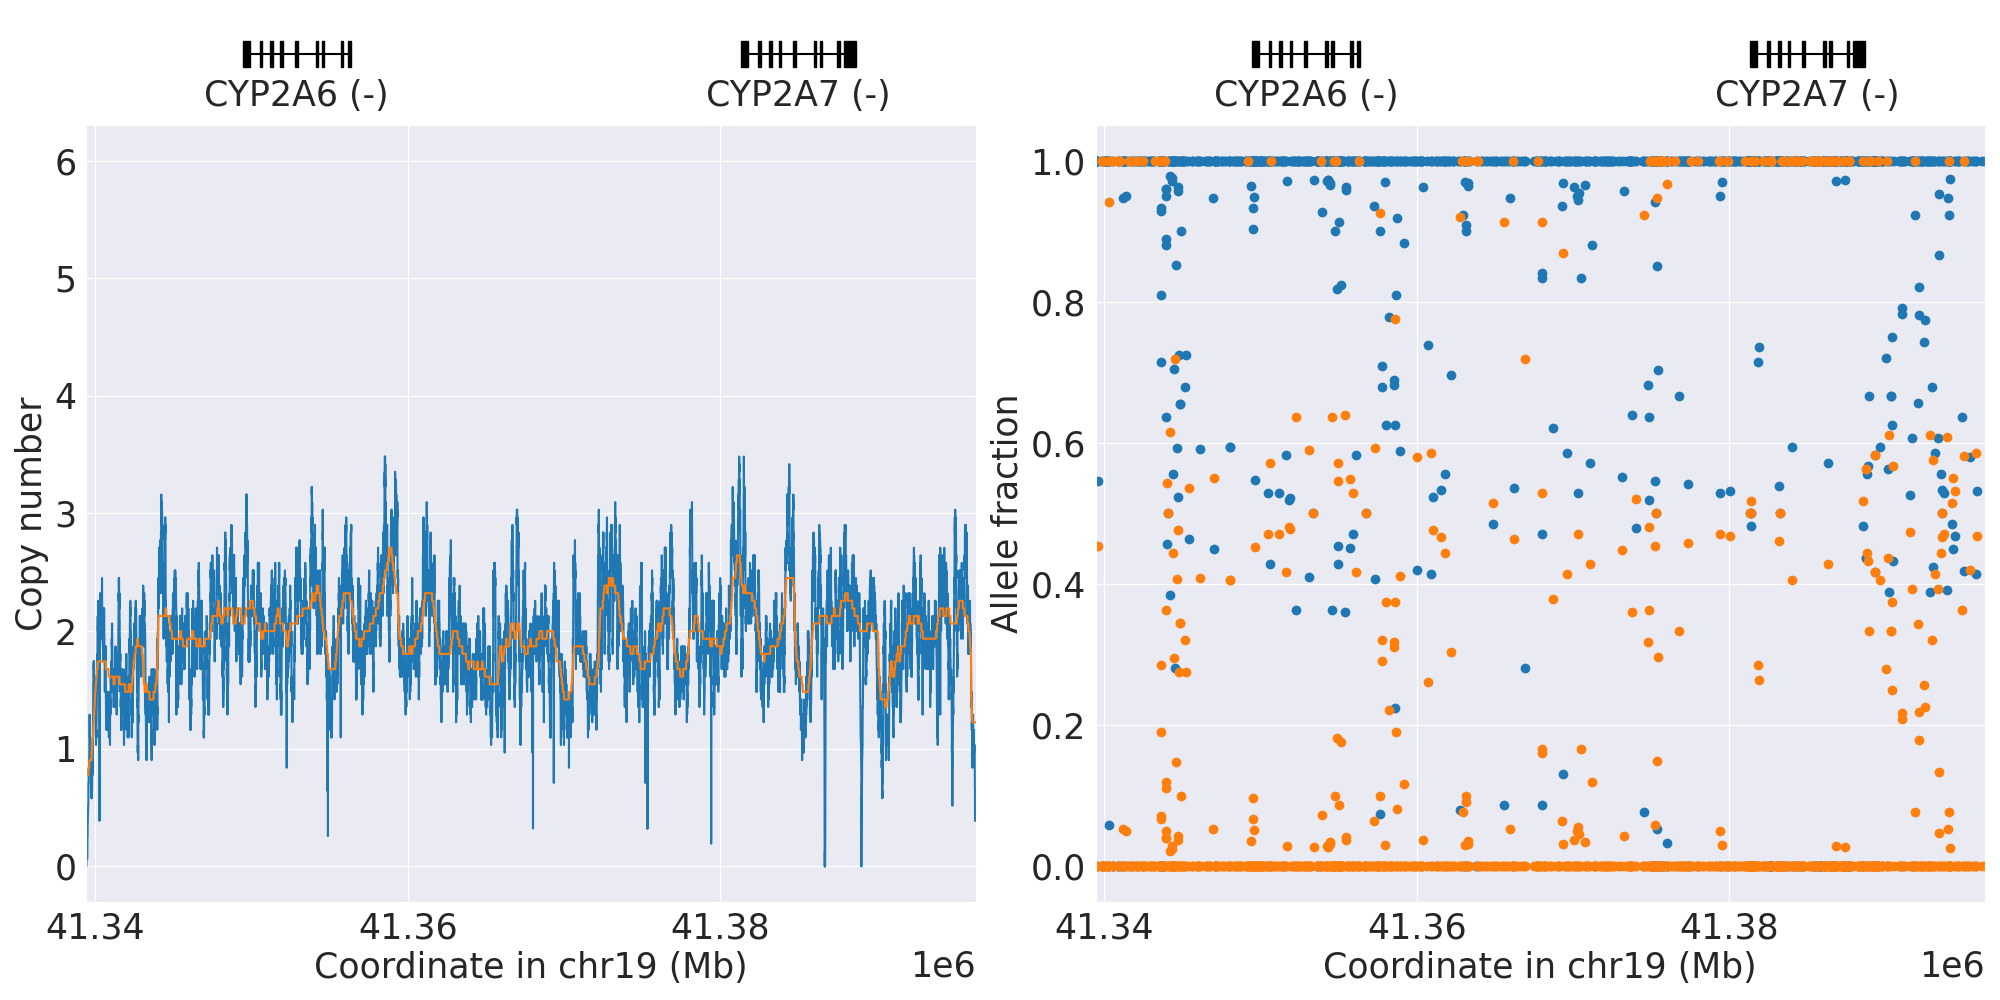 CYP2A6 (-)
CYP2A7 (-)
6
5
4
3
2
1
0
Copy number
41.34
41.36
41.38
Coordinate in chr19 (Mb)
1e6
CYP2A6 (-)
CYP2A7 (-)
1.0
0.8
0.6
0.4
0.2
0.0
Allele fraction
41.34
41.36
41.38
Coordinate in chr19 (Mb)
1e6